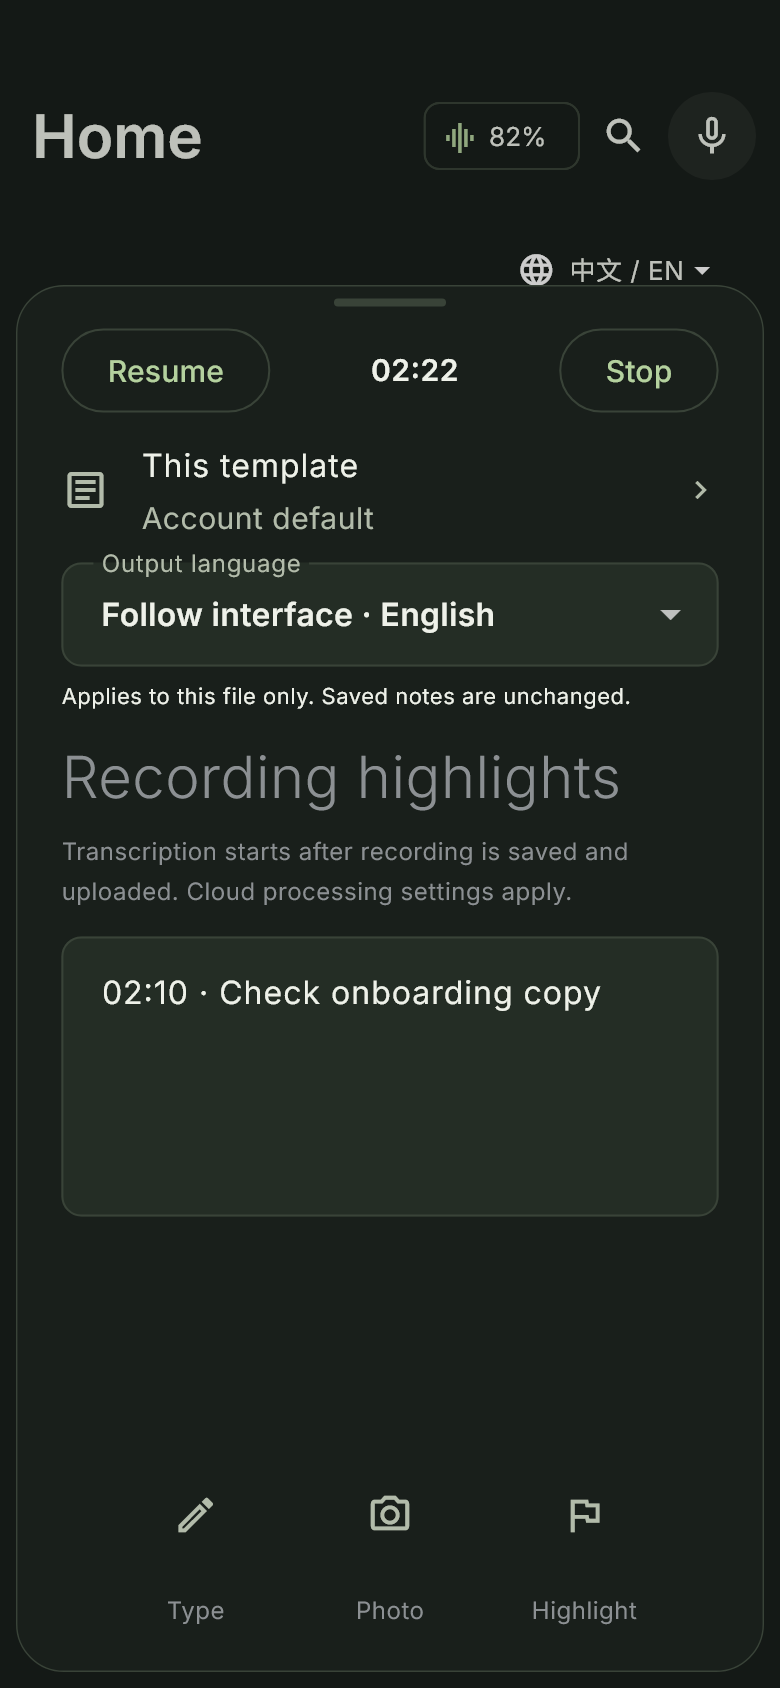 Home
82%
中文 / EN
Resume
02:22
Stop
This template
Account default
Output language
Follow interface · English
Applies to this file only. Saved notes are unchanged.
Recording highlights
Transcription starts after recording is saved and
uploaded. Cloud processing settings apply.
02:10 · Check onboarding copy
Type
Photo
Highlight